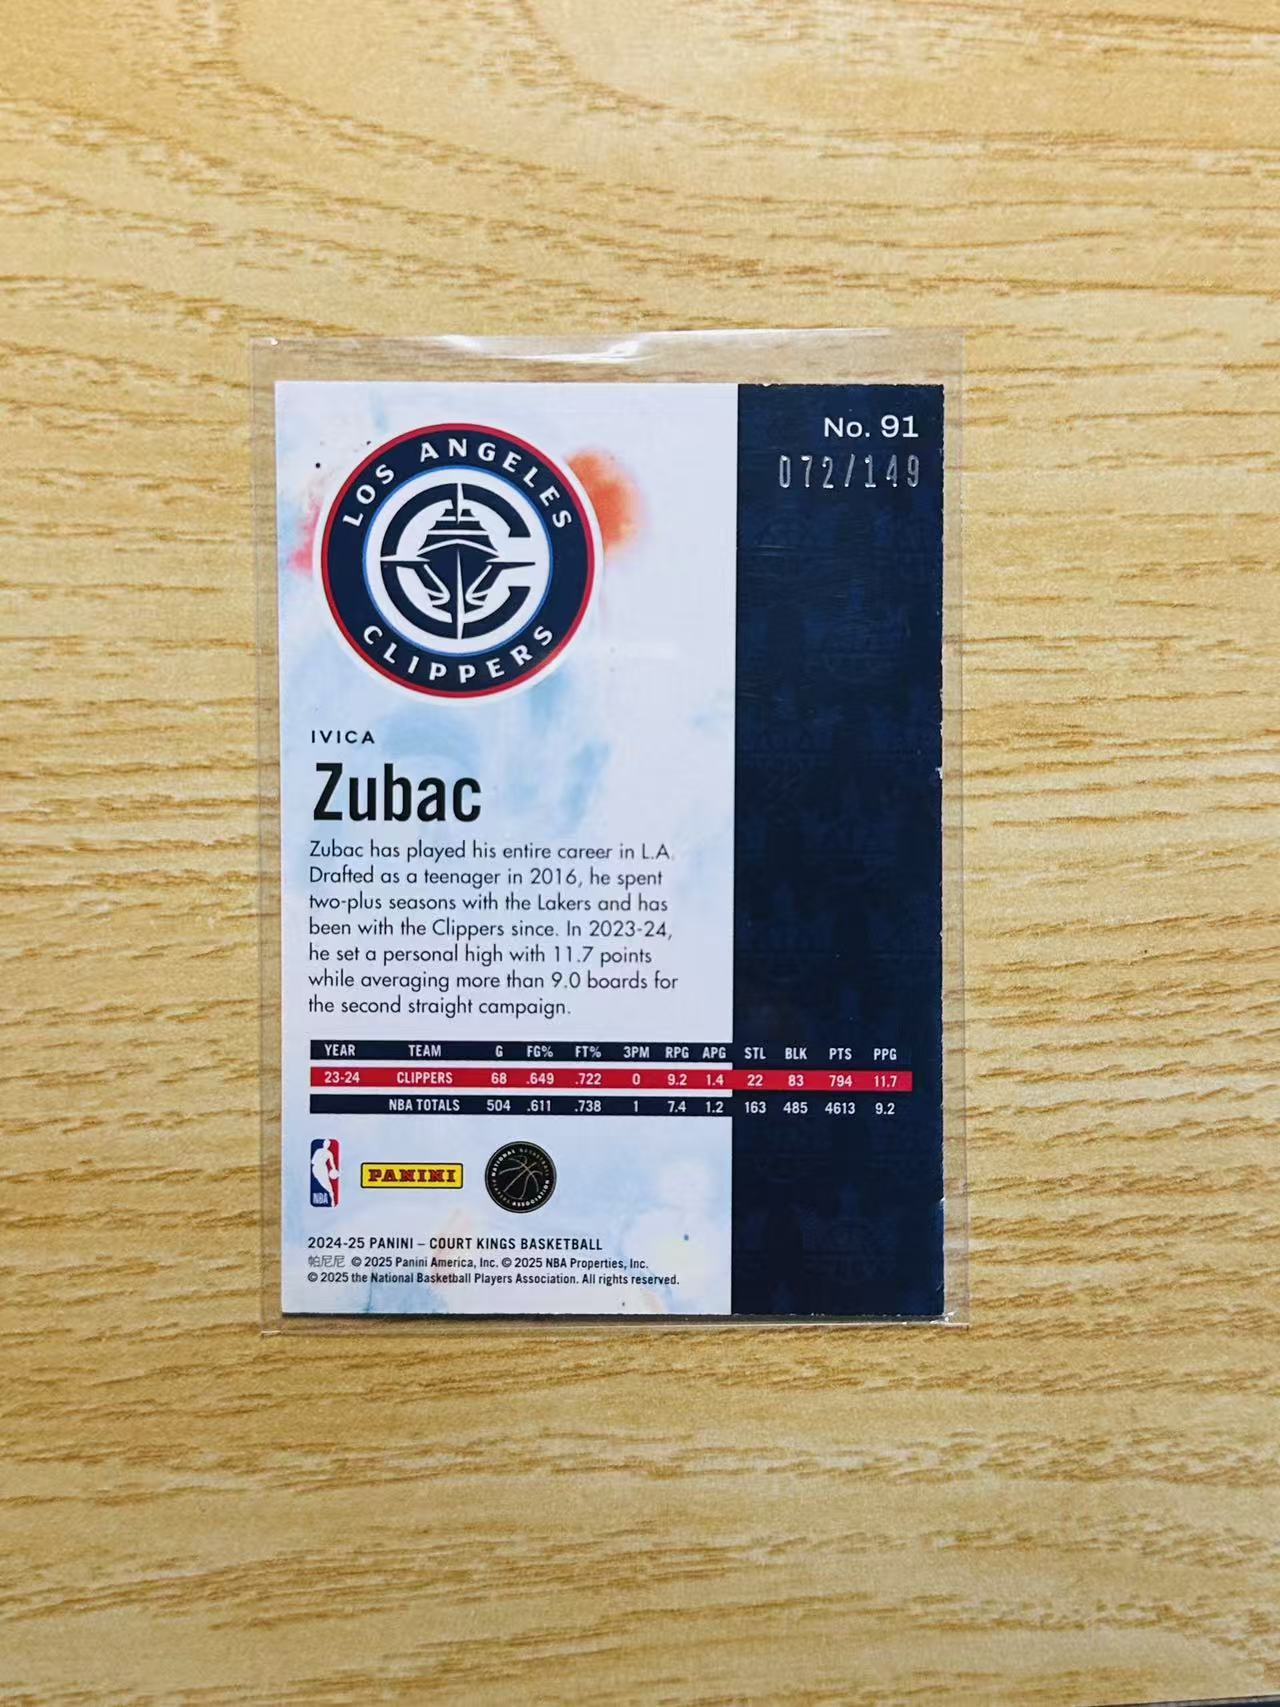 No. 91
072/149
LOS ANGELES
CLIPPERS
IVICA
Zubac
Zubac has played his entire career in L.A.
Drafted as a teenager in 2016, he spent
two-plus seasons with the Lakers and has
been with the Clippers since. In 2023-24,
he set a personal high with 11.7 points
while averaging more than 9.0 boards for
the second straight campaign.
YEAR TEAM G FG% FT% 3PM RPG APG STL BLK PTS PPG
23-24 CLIPPERS 68 .649 .722 0 9.2 1.4 22 83 794 11.7
NBA TOTALS 504 .611 .738 1 7.4 1.2 163 485 4613 9.2
NBA
PANINI
NATIONAL BASKETBALL
ASSOCIATION
2024-25 PANINI – COURT KINGS BASKETBALL
帕尼尼 © 2025 Panini America, Inc. © 2025 NBA Properties, Inc.
© 2025 the National Basketball Players Association. All rights reserved.